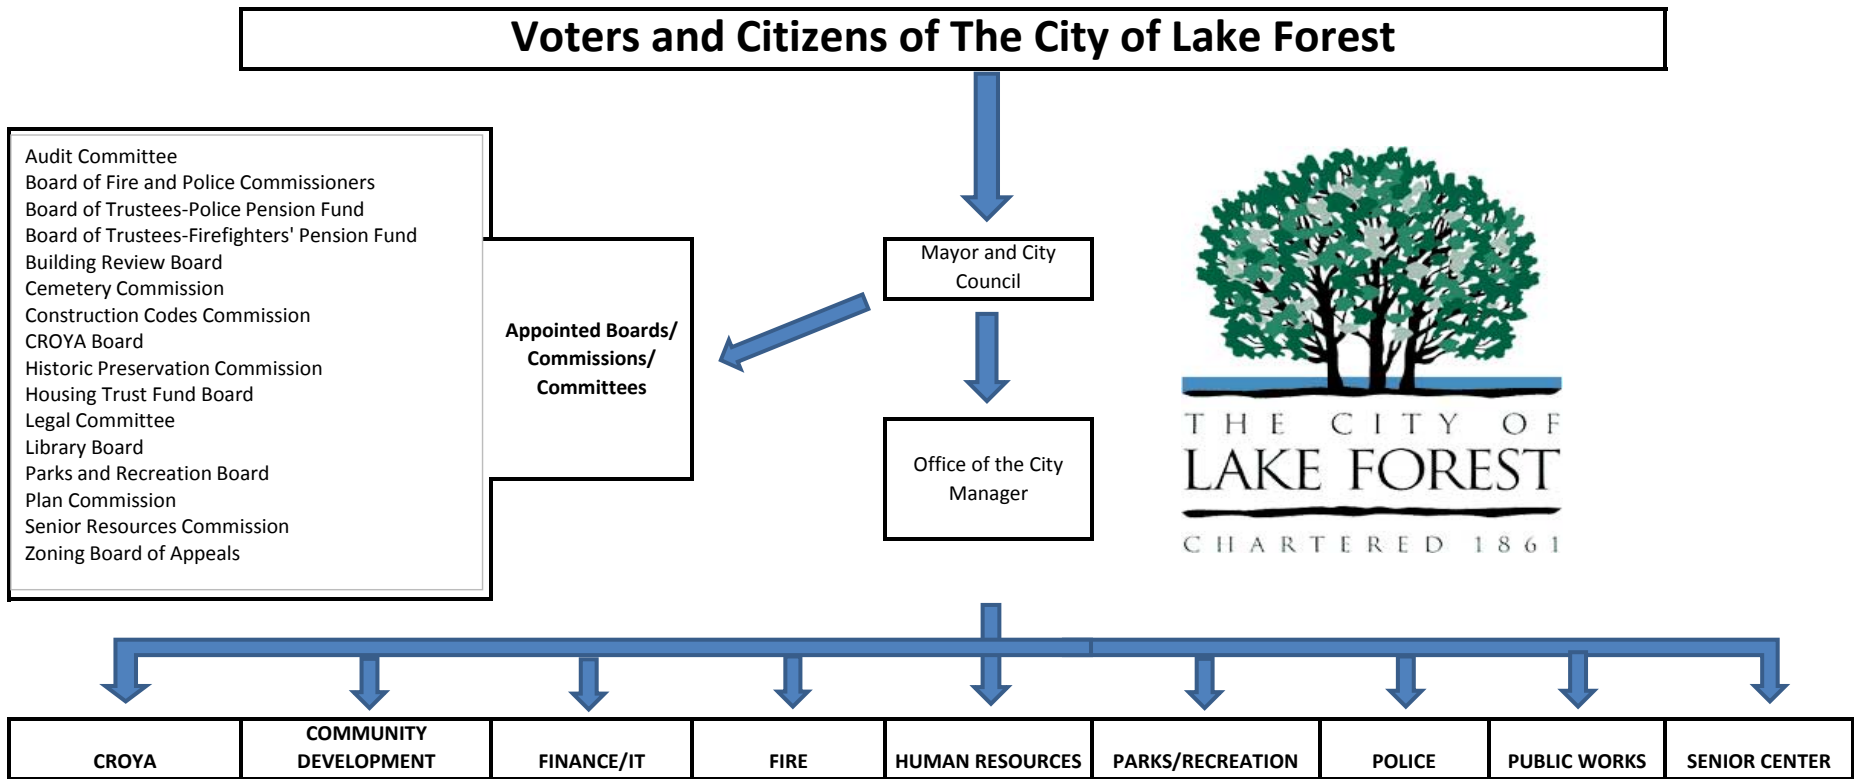 Voters and Citizens of The City of Lake Forest
Audit Committee
Board of Fire and Police Commissioners
Board of Trustees-Police Pension Fund
Board of Trustees-Firefighters' Pension Fund
Building Review Board
Cemetery Commission
Construction Codes Commission
CROYA Board
Historic Preservation Commission
Housing Trust Fund Board
Legal Committee
Library Board
Parks and Recreation Board
Plan Commission
Senior Resources Commission
Zoning Board of Appeals
Appointed Boards/
Commissions/
Committees
Mayor and City
Council
Office of the City
Manager
THE CITY OF
LAKE FOREST
CHARTERED 1861
CROYA
COMMUNITY
DEVELOPMENT
FINANCE/IT
FIRE
HUMAN RESOURCES
PARKS/RECREATION
POLICE
PUBLIC WORKS
SENIOR CENTER